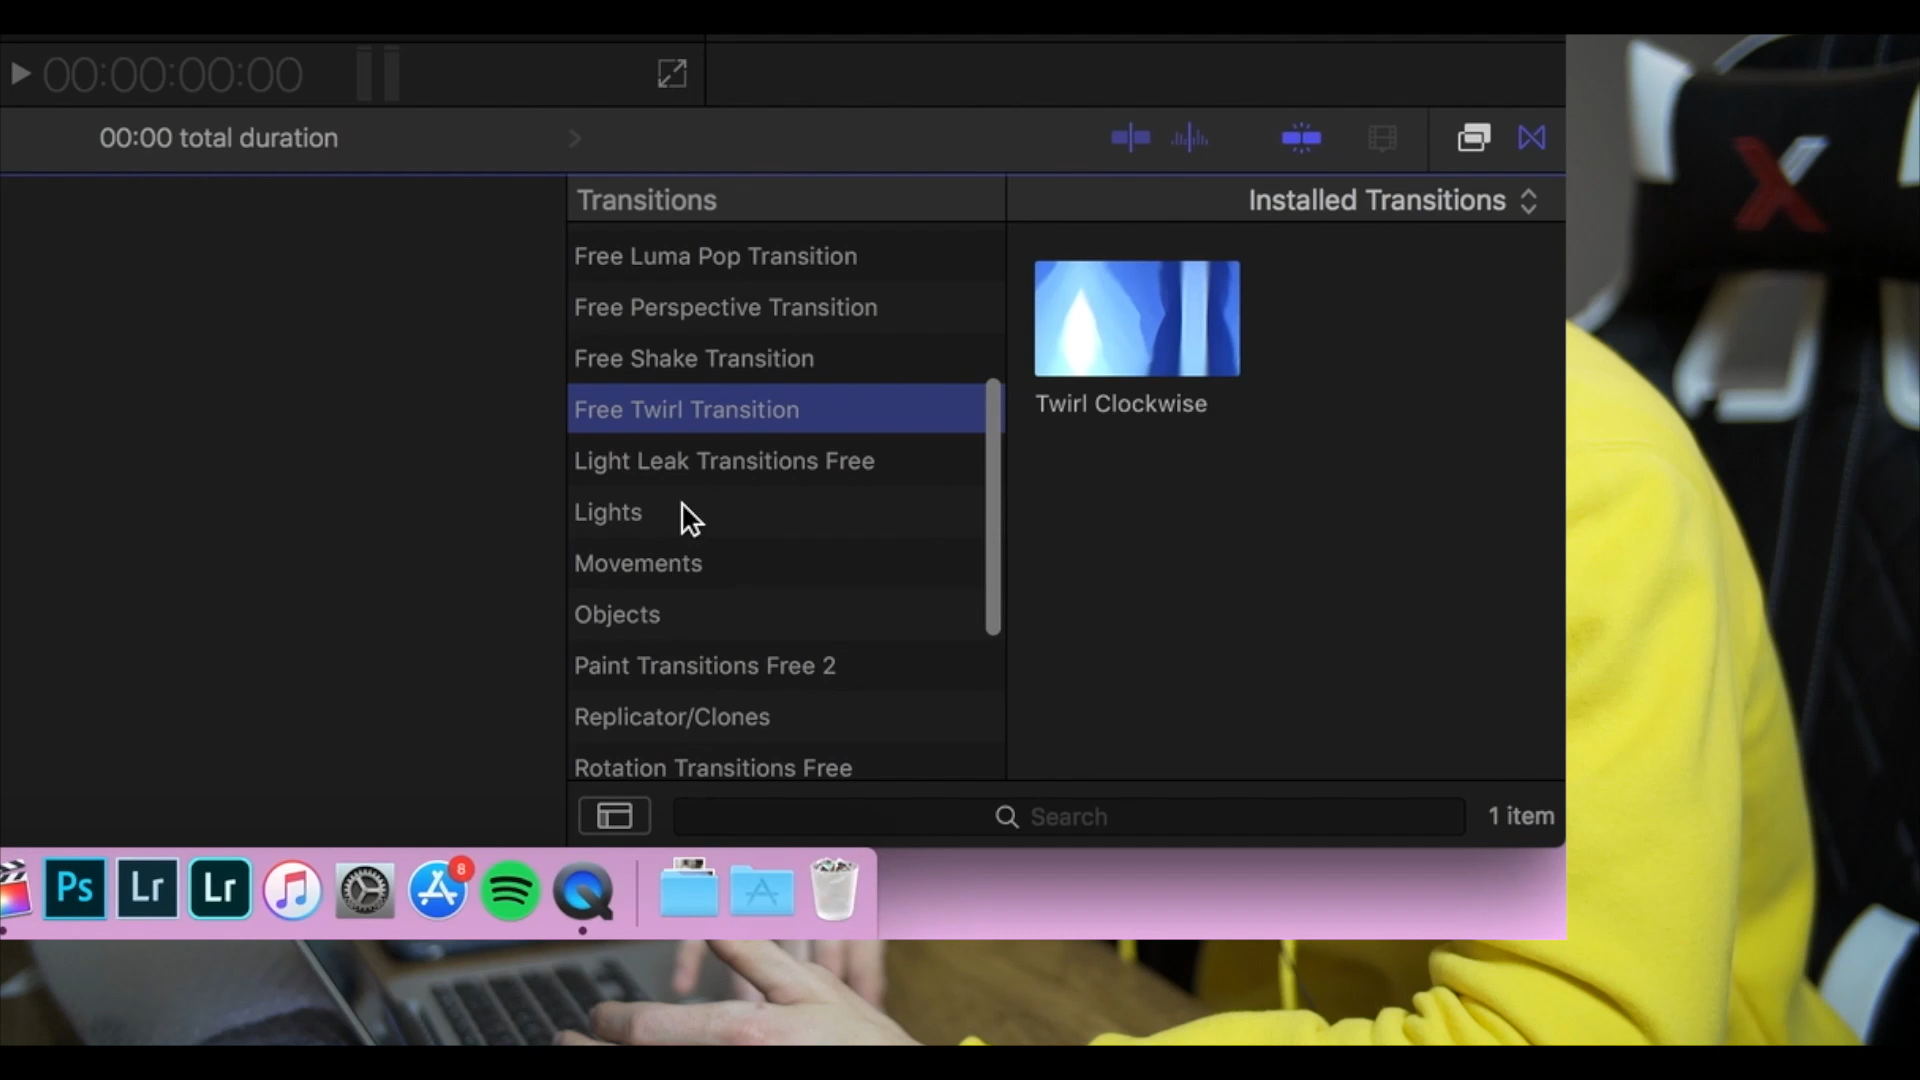 00:00:00:00
00:00 total duration
Transitions
Installed Transitions
Free Luma Pop Transition
Free Perspective Transition
Free Shake Transition
Free Twirl Transition
Light Leak Transitions Free
Lights
Movements
Objects
Paint Transitions Free 2
Replicator/Clones
Rotation Transitions Free
Twirl Clockwise
Search
1 item
Ps
Lr
Lr
8
X